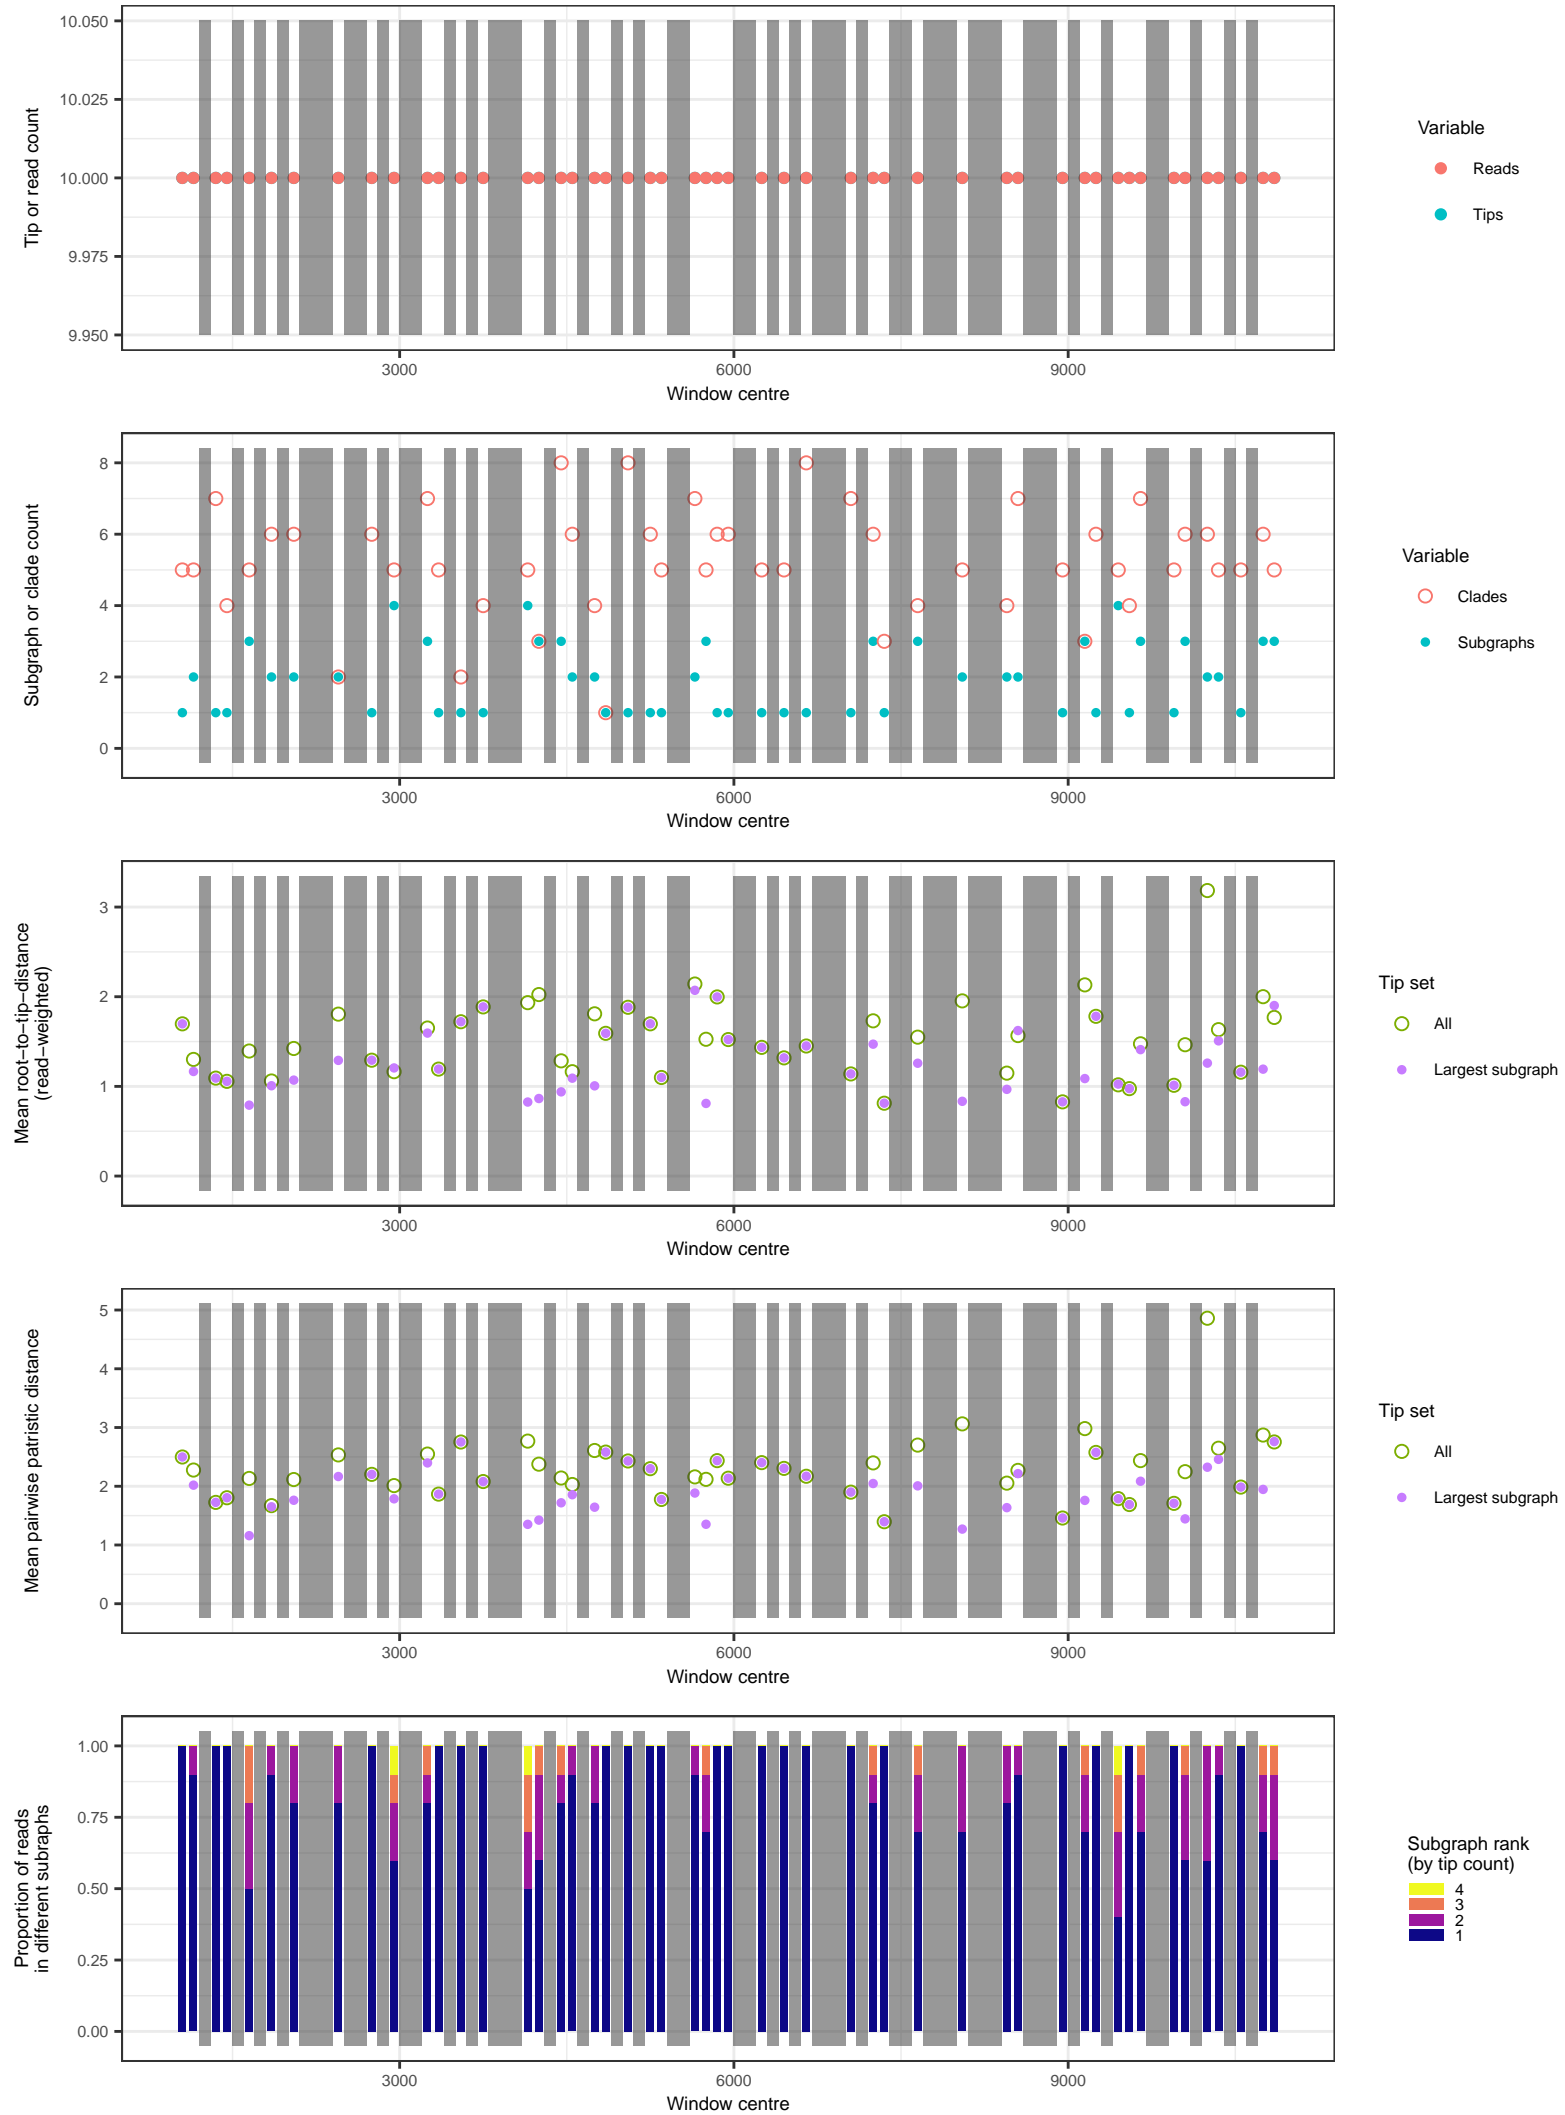 10.050
10.025
10.000
9.975
9.950
Tip or read count
3000 6000 9000
Window centre
Variable
Reads
Tips
8
6
4
2
0
Subgraph or clade count
3000 6000 9000
Window centre
Variable
Clades
Subgraphs
3
2
1
0
Mean root−to−tip−distance
(read−weighted)
3000 6000 9000
Window centre
Tip set
All
Largest subgraph
5
4
3
2
1
0
Mean pairwise patristic distance
3000 6000 9000
Window centre
Tip set
All
Largest subgraph
1.00
0.75
0.50
0.25
0.00
Proportion of reads
in different subraphs
3000 6000 9000
Window centre
Subgraph rank
(by tip count)
4
3
2
1